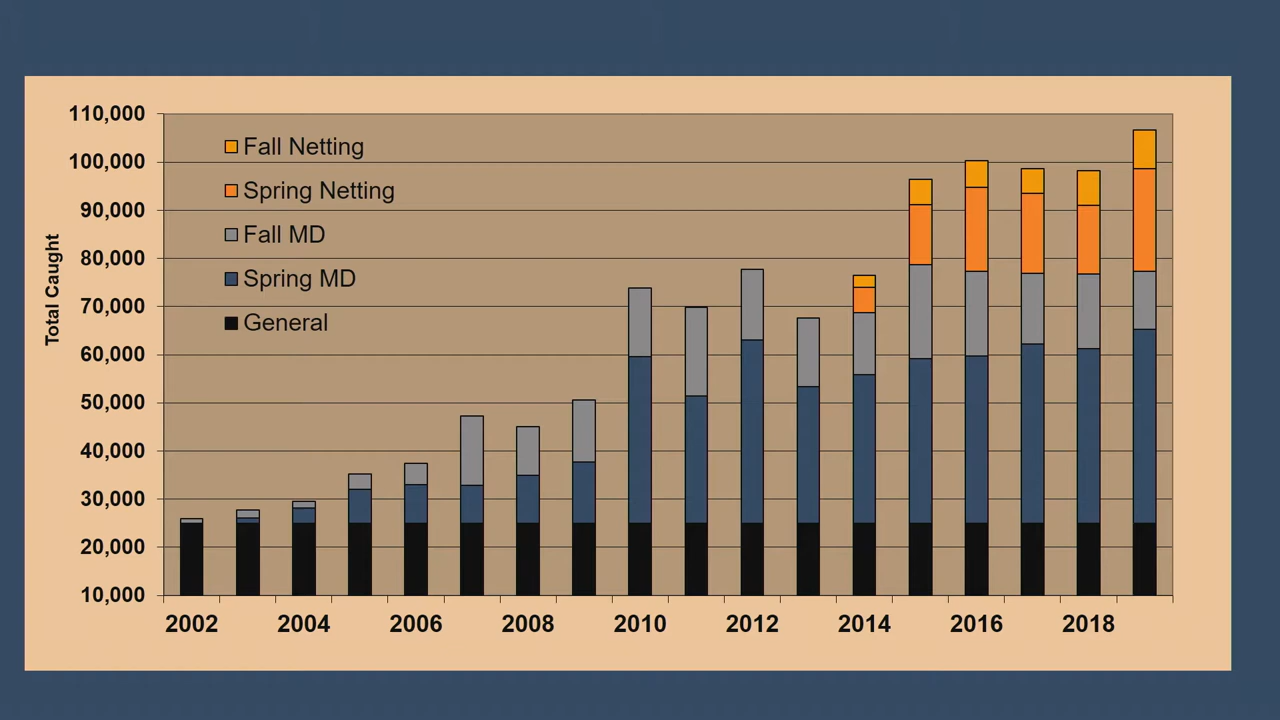 110,000
100,000
90,000
80,000
70,000
60,000
50,000
40,000
30,000
20,000
10,000
Total Caught
Fall Netting
Spring Netting
Fall MD
Spring MD
General
2002 2004 2006 2008 2010 2012 2014 2016 2018